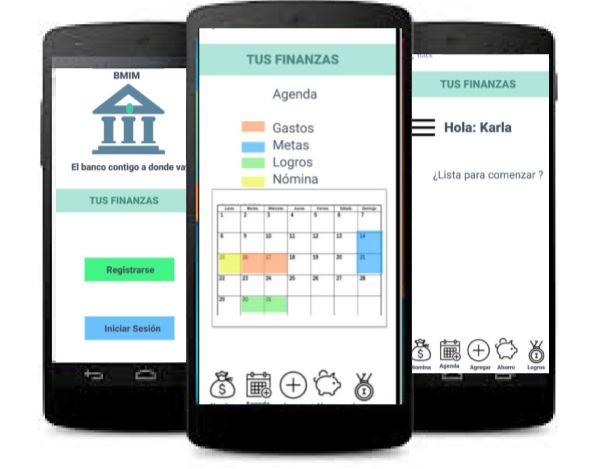 BMIM
El banco contigo a donde va
TUS FINANZAS
Registrarse
Iniciar Sesión
TUS FINANZAS
Agenda
Gastos
Metas
Logros
Nómina
Lunes Martes Miércoles Jueves Viernes Sábado Domingo
1 2 3 4 5 6 7
8 9 10 11 12 13 14
15 16 17 18 19 20 21
22 23 24 25 26 27 28
29 30 31
Agenda
Back
TUS FINANZAS
Hola: Karla
¿Lista para comenzar ?
Nomina Agenda Agregar Ahorro Logros